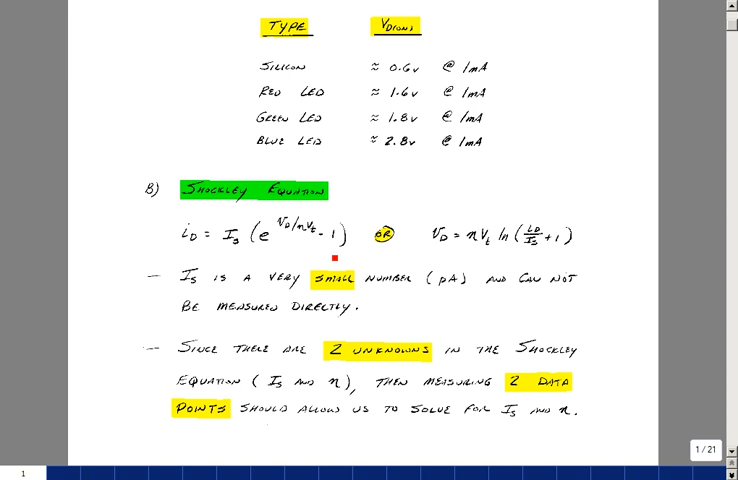 TYPE VD(ON)
SILICON ≈ 0.6V @ 1mA
RED LED ≈ 1.6V @ 1mA
GREEN LED ≈ 1.8V @ 1mA
BLUE LED ≈ 2.8V @ 1mA
B) SHOCKLEY EQUATION
iD = Is (e^(VD/nVt) - 1) OR VD = nVt ln(iD/Is + 1)
— Is IS A VERY SMALL NUMBER (pA) AND CAN NOT
BE MEASURED DIRECTLY.
— SINCE THERE ARE 2 UNKNOWNS IN THE SHOCKLEY
EQUATION (Is AND n), THEN MEASURING 2 DATA
POINTS SHOULD ALLOW US TO SOLVE FOR Is AND n.
1 / 21
1